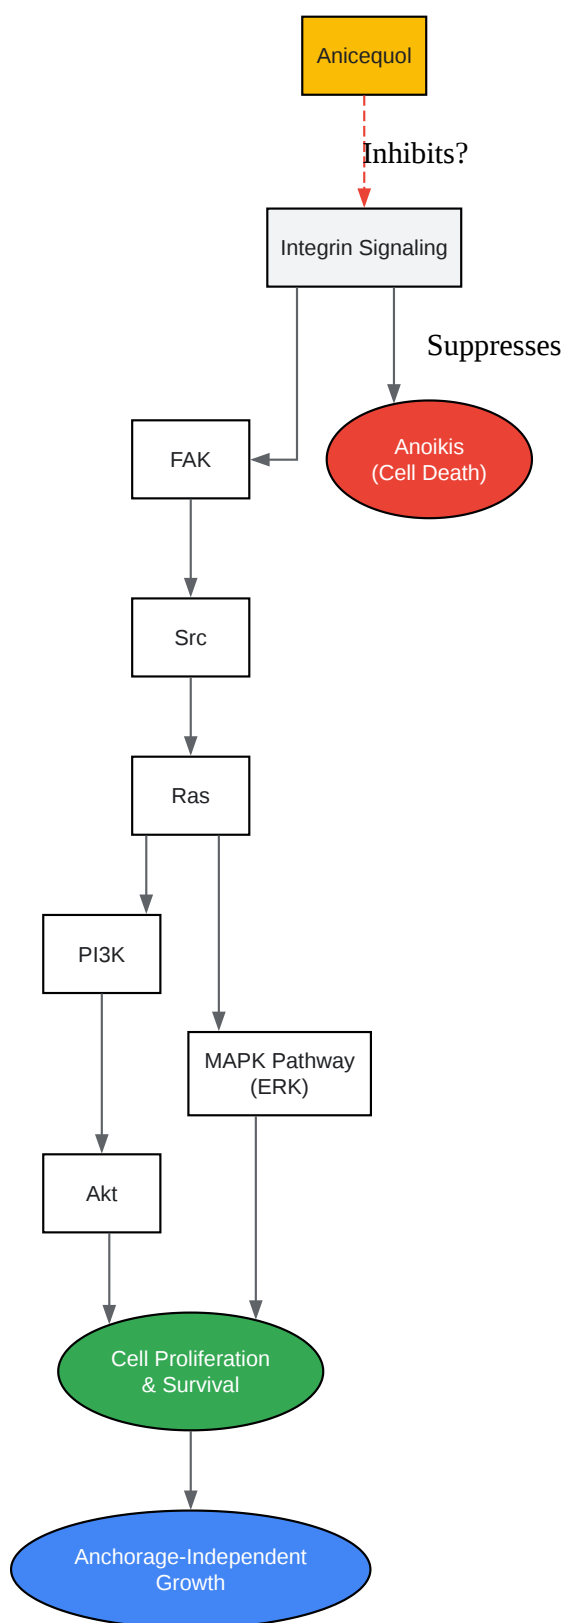 Anicequol
Inhibits?
Integrin Signaling
Suppresses
FAK
Anoikis
(Cell Death)
Src
Ras
PI3K
MAPK Pathway
(ERK)
Akt
Cell Proliferation
& Survival
Anchorage-Independent
Growth